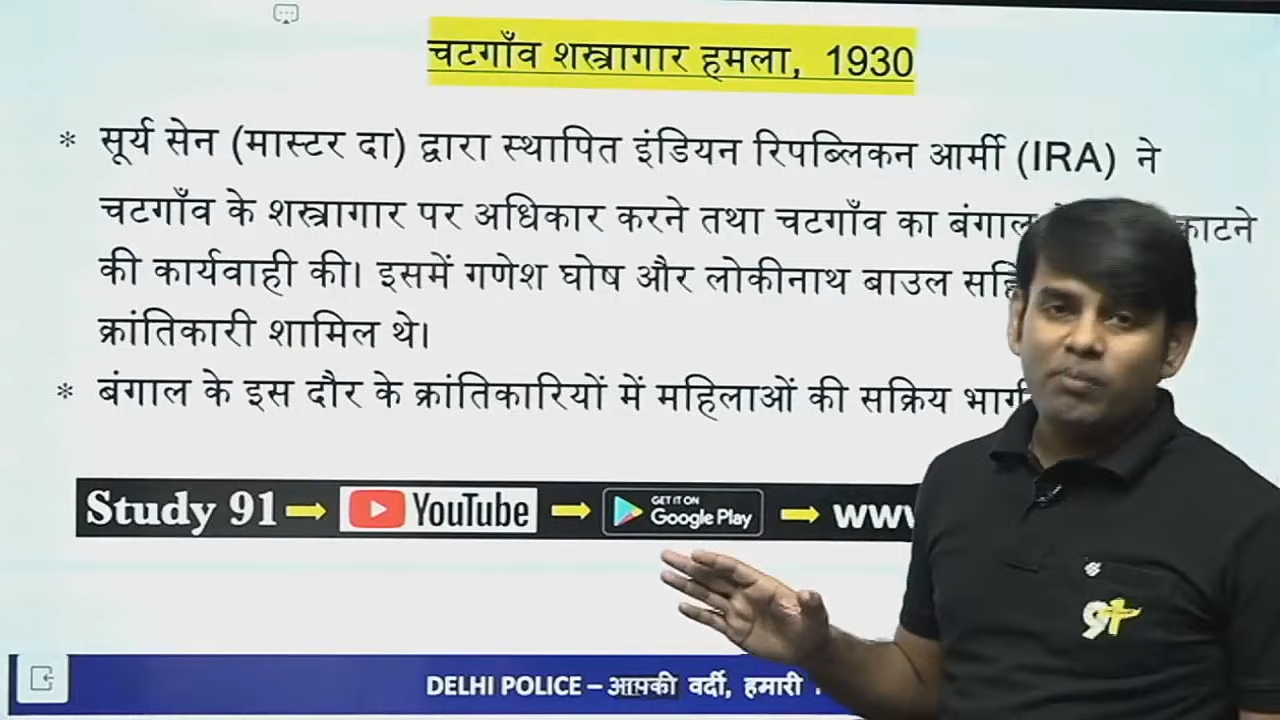 चटगाँव शस्त्रागार हमला, 1930
* सूर्य सेन (मास्टर दा) द्वारा स्थापित इंडियन रिपब्लिकन आर्मी (IRA) ने
चटगाँव के शस्त्रागार पर अधिकार करने तथा चटगाँव का बंगाल काटने
की कार्यवाही की। इसमें गणेश घोष और लोकीनाथ बाउल
क्रांतिकारी शामिल थे।
* बंगाल के इस दौर के क्रांतिकारियों में महिलाओं की सक्रिय
Study 91 YouTube GET IT ON Google Play
91
DELHI POLICE – आपकी वर्दी, हमारी